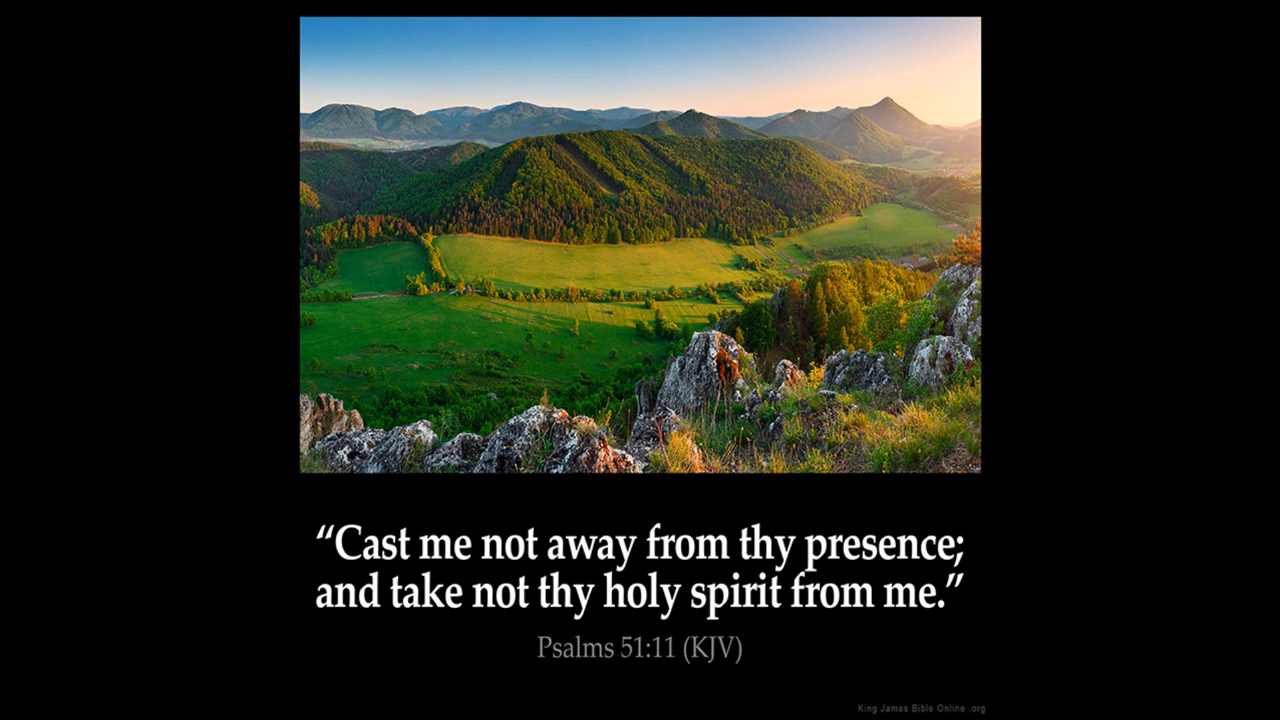 “Cast me not away from thy presence;
and take not thy holy spirit from me.”
Psalms 51:11 (KJV)
King James Bible Online .org